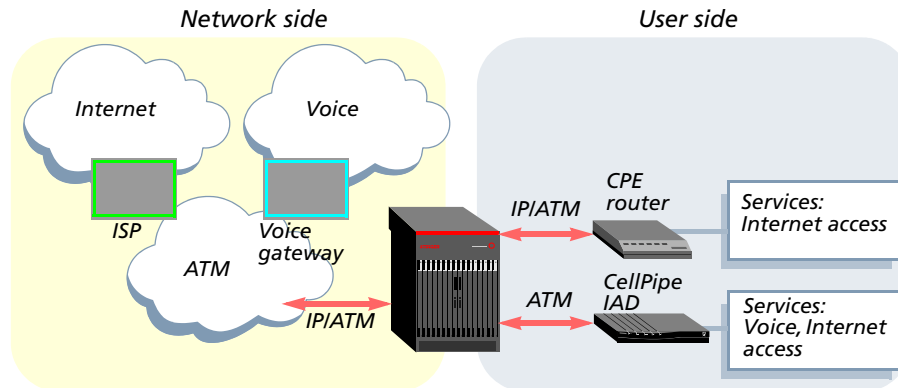 Network side
User side
Internet
Voice
ISP
Voice
gateway
ATM
IP/ATM
IP/ATM
CPE
router
ATM
CellPipe
IAD
Services:
Internet access
Services:
Voice, Internet
access